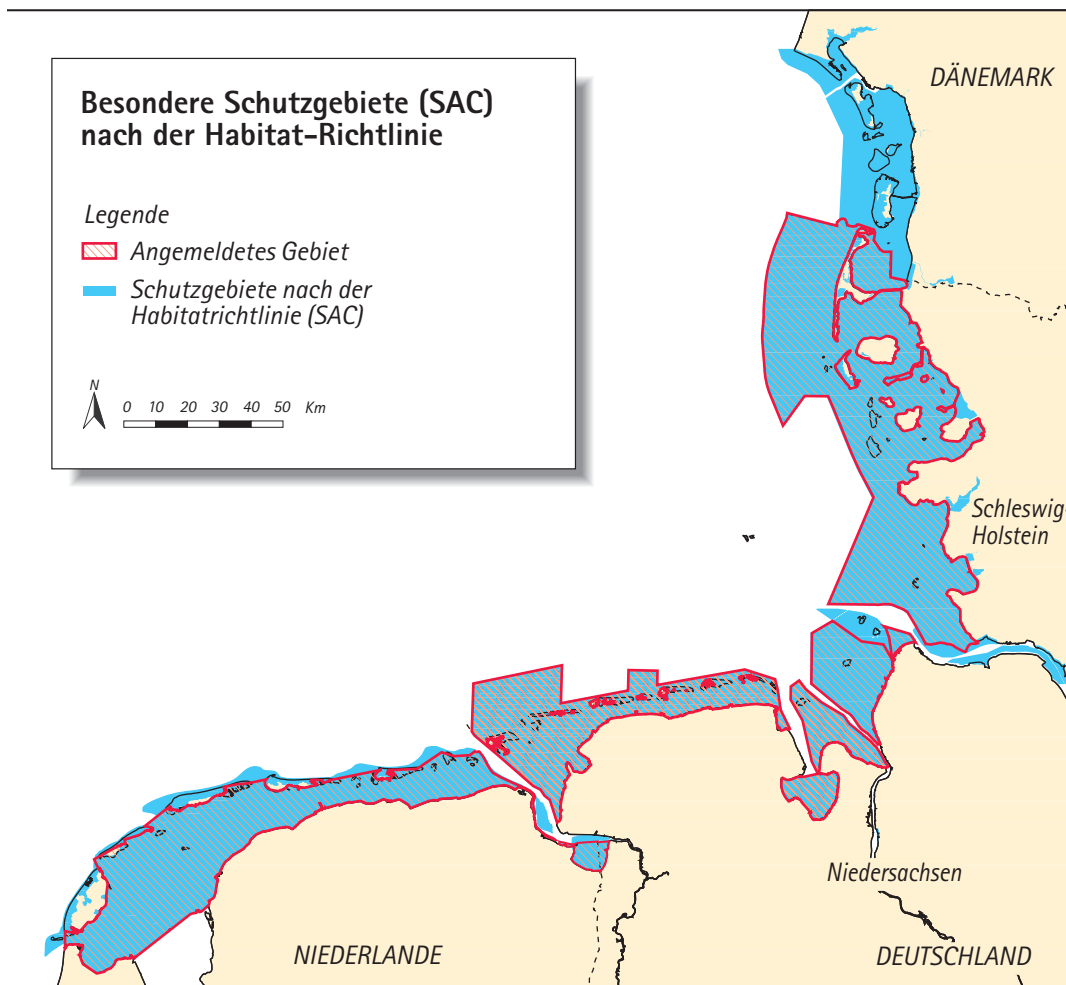 Besondere Schutzgebiete (SAC)
nach der Habitat-Richtlinie
Legende
Angemeldetes Gebiet
Schutzgebiete nach der
Habitatrichtlinie (SAC)
N
0 10 20 30 40 50 Km
DÄNEMARK
Schleswig-
Holstein
Niedersachsen
NIEDERLANDE
DEUTSCHLAND